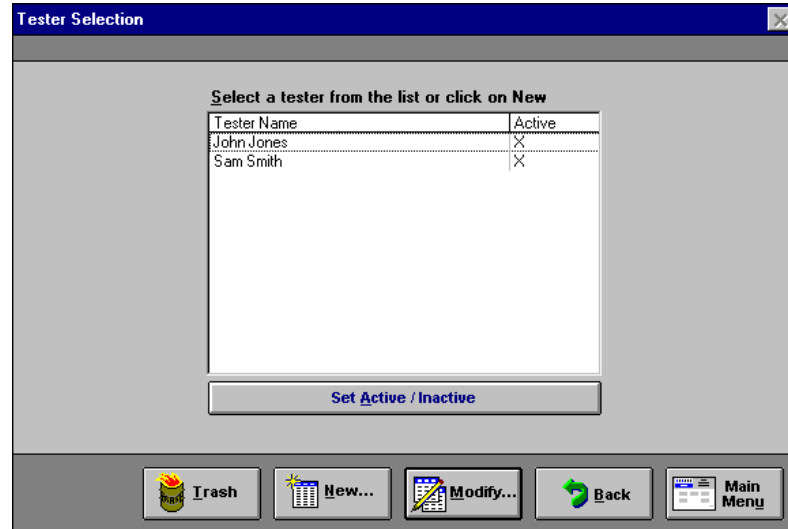 Tester Selection
Select a tester from the list or click on New
Tester Name Active
John Jones X
Sam Smith X
Set Active / Inactive
Trash New... Modify... Back Main Menu